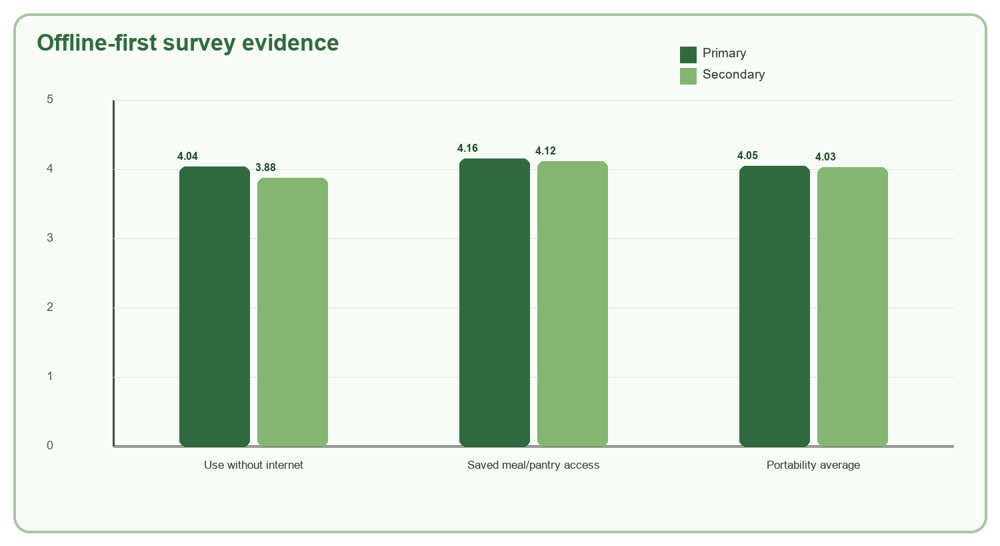 Offline-first survey evidence
Primary
Secondary
5
4
3
2
1
0
4.04
3.88
4.16
4.12
4.05
4.03
Use without internet
Saved meal/pantry access
Portability average